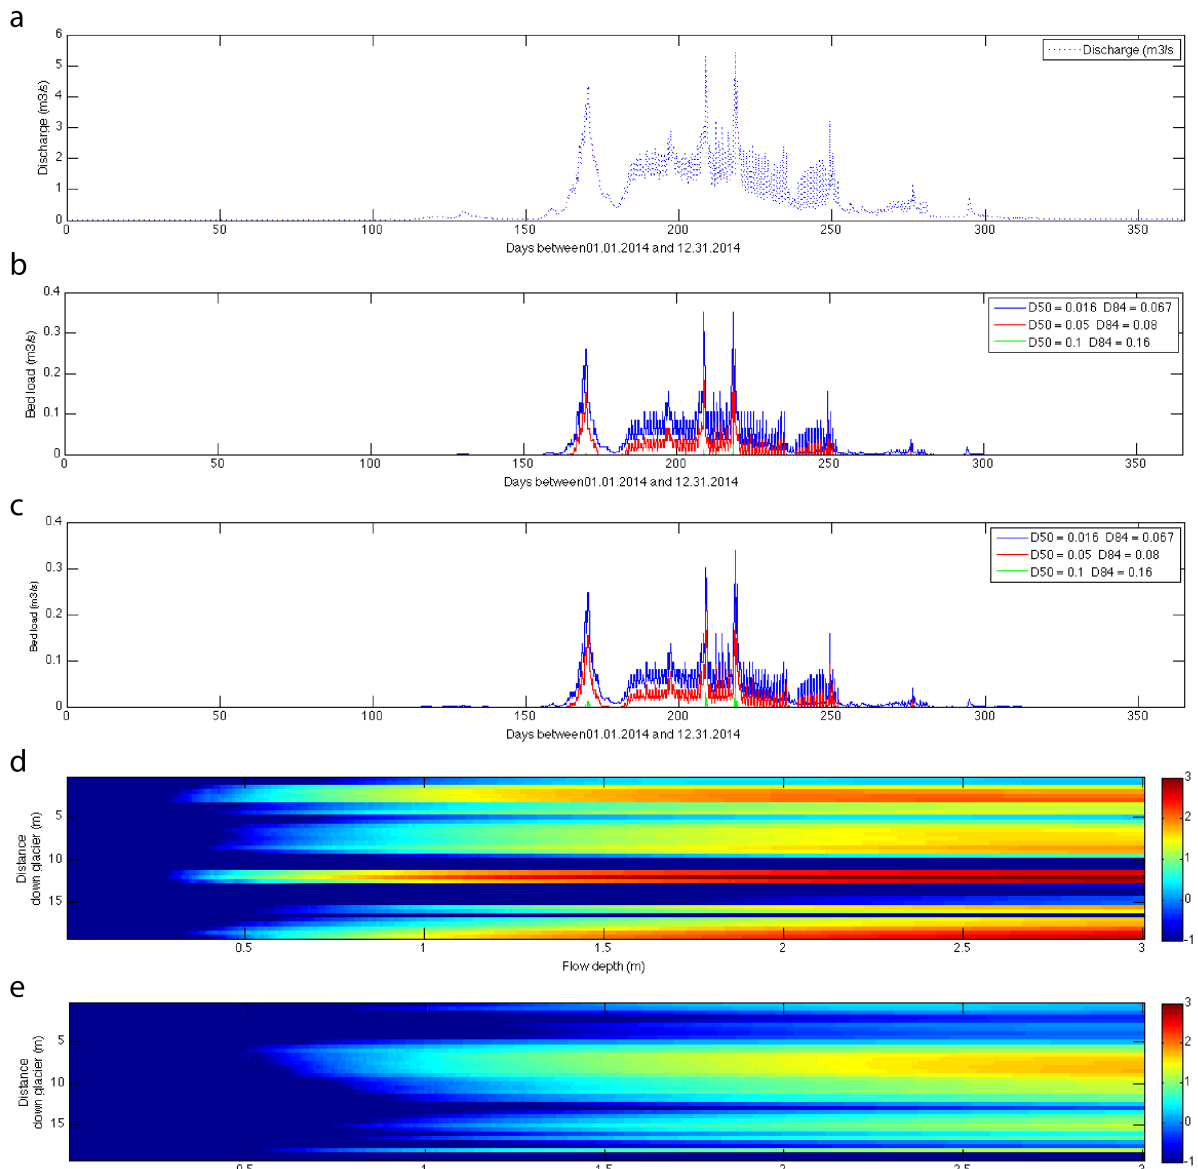 a
6
5
4
3
2
1
0
Discharge (m3/s)
Discharge (m3/s
0 50 100 150 200 250 300 350
Days between01.01.2014 and 12.31.2014
b
0.4
0.3
0.2
0.1
0
Bed load (m3/s)
D50 = 0.016 D84 = 0.067
D50 = 0.05 D84 = 0.08
D50 = 0.1 D84 = 0.16
0 50 100 150 200 250 300 350
Days between01.01.2014 and 12.31.2014
c
0.4
0.3
0.2
0.1
0
Bed load (m3/s)
D50 = 0.016 D84 = 0.067
D50 = 0.05 D84 = 0.08
D50 = 0.1 D84 = 0.16
0 50 100 150 200 250 300 350
Days between01.01.2014 and 12.31.2014
d
5
10
15
Distance
down glacier (m)
3
2
1
0
-1
0.5 1 1.5 2 2.5 3
Flow depth (m)
e
5
10
15
Distance
down glacier (m)
3
2
1
0
-1
0.5 1 1.5 2 2.5 3